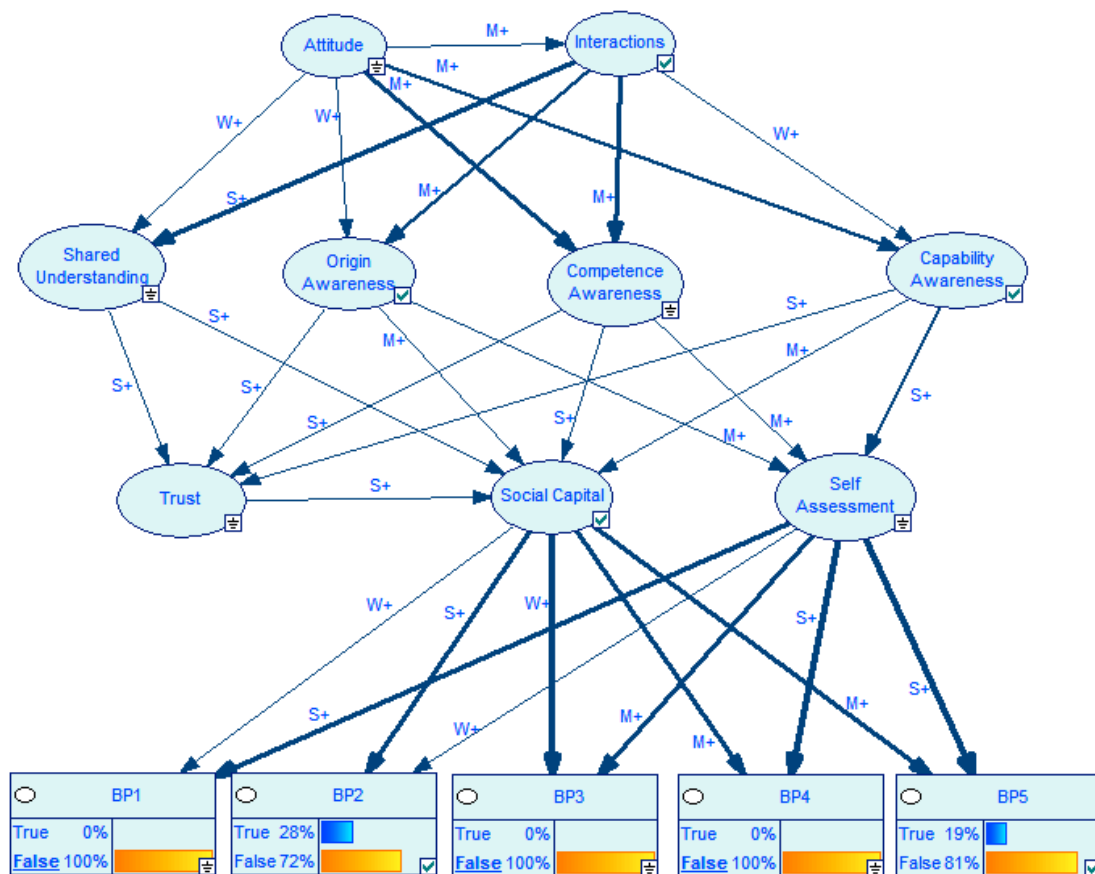 Attitude
M+
Interactions
M+
M+
W+
W+
W+
S+
M+
M+
Shared
Understanding
Origin
Awareness
Competence
Awareness
Capability
Awareness
S+
M+
S+
M+
S+
S+
S+
S+
M+
M+
S+
Trust
S+
Social Capital
Self
Assessment
W+
S+
W+
S+
S+
M+
W+
S+
M+
BP1
True 0%
False 100%
BP2
True 28%
False 72%
BP3
True 0%
False 100%
BP4
True 0%
False 100%
BP5
True 19%
False 81%